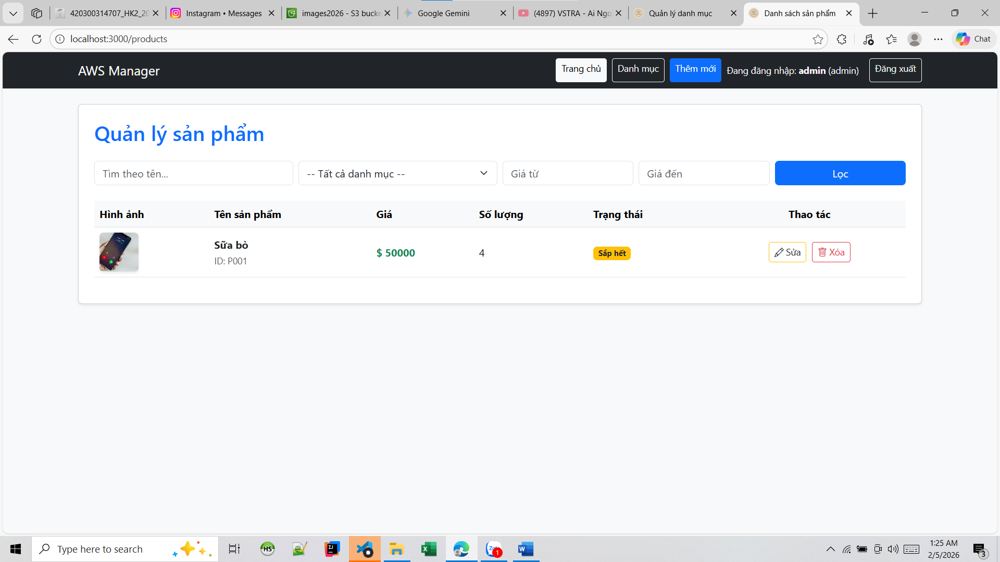 420300314707_HK2_20
Instagram • Messages
images2026 - S3 bucke
Google Gemini
(4897) VSTRA - Ai Ngo
Quản lý danh mục
Danh sách sản phẩm
localhost:3000/products
Chat
AWS Manager
Trang chủ
Danh mục
Thêm mới
Đang đăng nhập: admin (admin)
Đăng xuất
Quản lý sản phẩm
Tìm theo tên...
-- Tất cả danh mục --
Giá từ
Giá đến
Lọc
Hình ảnh
Tên sản phẩm
Giá
Số lượng
Trạng thái
Thao tác
Sữa bò
ID: P001
$ 50000
4
Sắp hết
Sửa
Xóa
Type here to search
HS
IJ
1
1:25 AM
2/5/2026
3